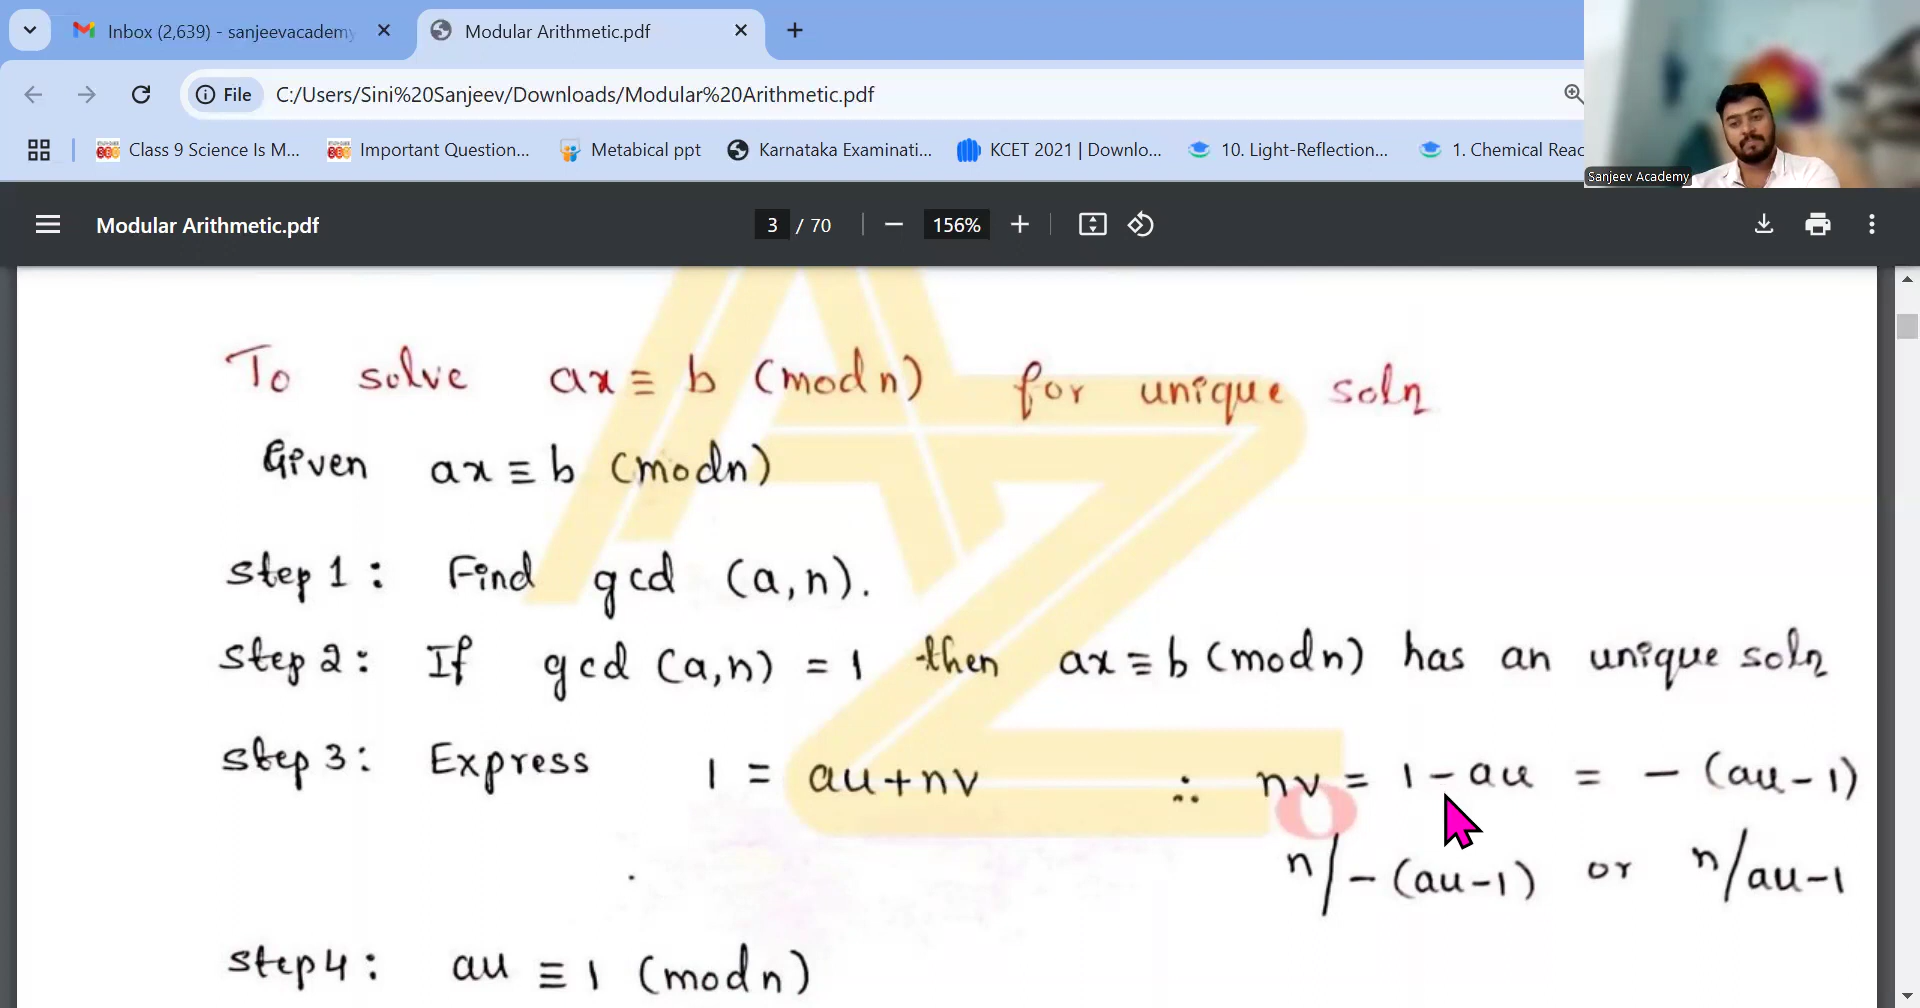 Inbox (2,639) - sanjeevacademy
Modular Arithmetic.pdf
File
C:/Users/Sini%20Sanjeev/Downloads/Modular%20Arithmetic.pdf
Class 9 Science Is M...
Important Question...
Metabical ppt
Karnataka Examinati...
KCET 2021 | Downlo...
10. Light-Reflection...
1. Chemical Reac
Sanjeev Academy
Modular Arithmetic.pdf
3 / 70
156%
To solve ax ≡ b (mod n) for unique soln
Given ax ≡ b (mod n)
step 1 : Find gcd (a, n).
step 2 : If gcd (a, n) = 1 then ax ≡ b (mod n) has an unique soln
step 3 : Express 1 = au + nv ∴ nv = 1 - au = - (au - 1)
n / - (au - 1) or n / au - 1
step 4 : au ≡ 1 (mod n)